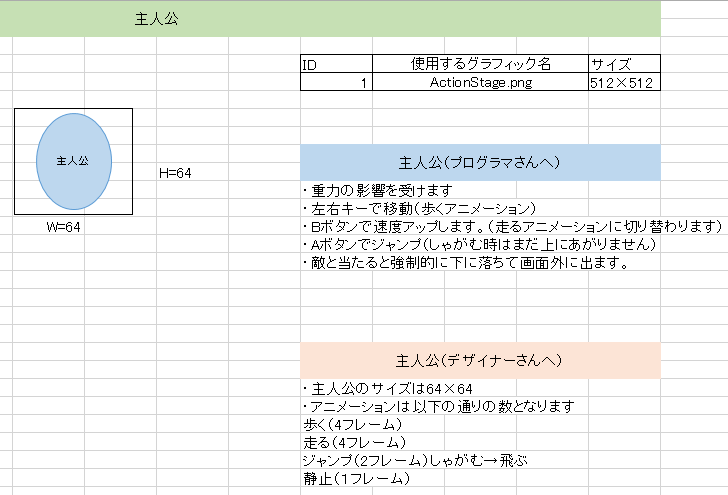 主人公
ID 使用するグラフィック名 サイズ
1 ActionStage.png 512×512
主人公
H=64
W=64
主人公(プログラマさんへ)
・重力の影響を受けます
・左右キーで移動(歩くアニメーション)
・Bボタンで速度アップします。(走るアニメーションに切り替わります)
・Aボタンでジャンプ(しゃがむ時はまだ上にあがりません)
・敵と当たると強制的に下に落ちて画面外に出ます。
主人公(デザイナーさんへ)
・主人公のサイズは64×64
・アニメーションは以下の通りの数となります
歩く(4フレーム)
走る(4フレーム)
ジャンプ(2フレーム)しゃがむ→飛ぶ
静止(1フレーム)